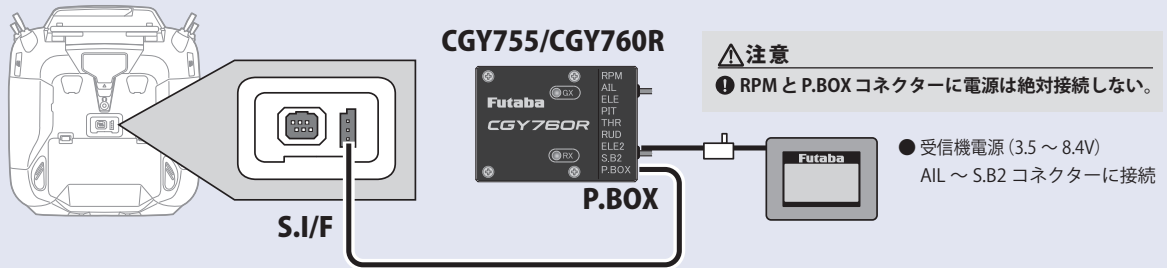 CGY755/CGY760R
注意
RPM と P.BOX コネクターに電源は絶対接続しない。
Futaba
GX
CGY760R
RX
RPM
AIL
ELE
PIT
THR
RUD
ELE2
S.B2
P.BOX
Futaba
● 受信機電源 (3.5 ～ 8.4V)
AIL ～ S.B2 コネクターに接続
P.BOX
S.I/F